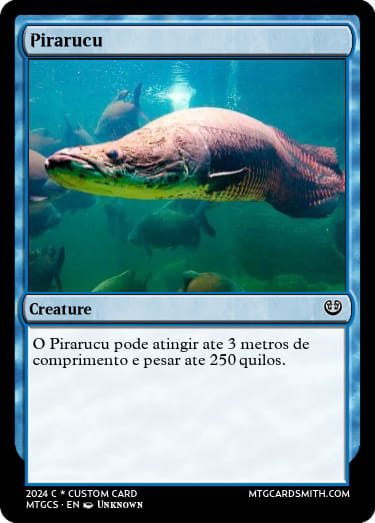 Pirarucu
Creature
O Pirarucu pode atingir ate 3 metros de
comprimento e pesar ate 250 quilos.
2024 C * CUSTOM CARD
MTGCARDSMITH.COM
MTGCS · EN Unknown